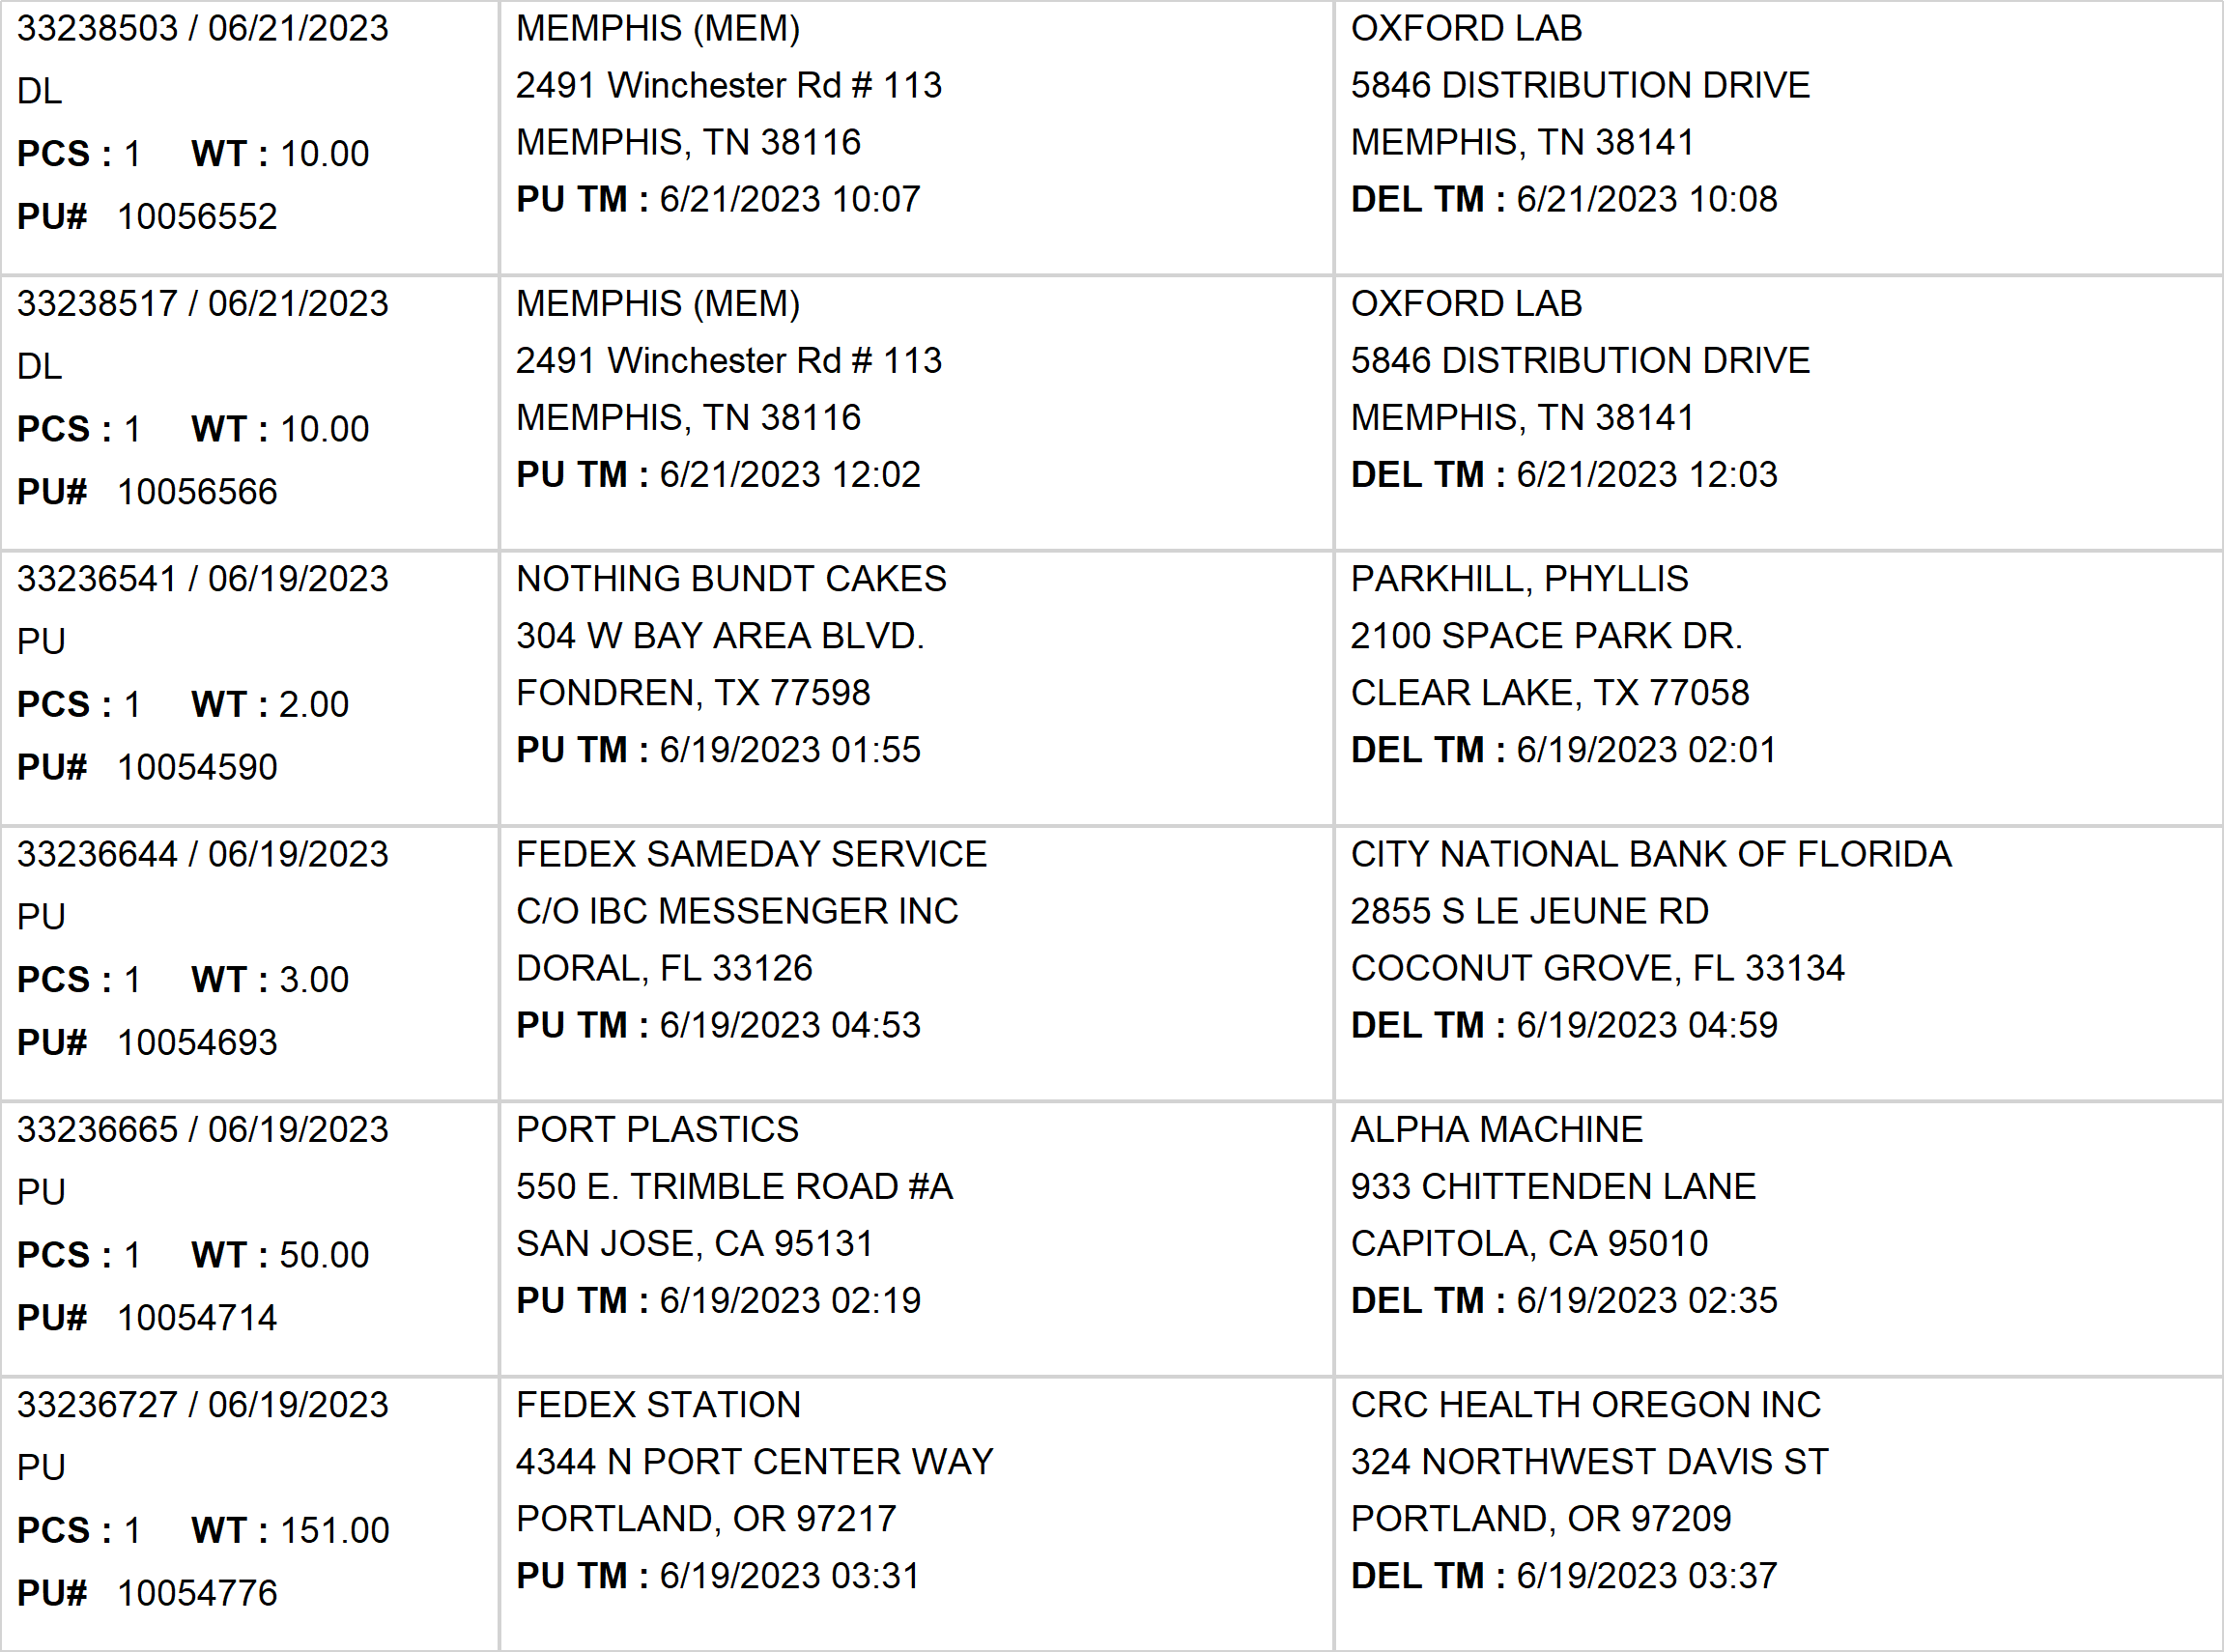 33238503 / 06/21/2023
DL
PCS : 1 WT : 10.00
PU# 10056552
MEMPHIS (MEM)
2491 Winchester Rd # 113
MEMPHIS, TN 38116
PU TM : 6/21/2023 10:07
OXFORD LAB
5846 DISTRIBUTION DRIVE
MEMPHIS, TN 38141
DEL TM : 6/21/2023 10:08
33238517 / 06/21/2023
DL
PCS : 1 WT : 10.00
PU# 10056566
MEMPHIS (MEM)
2491 Winchester Rd # 113
MEMPHIS, TN 38116
PU TM : 6/21/2023 12:02
OXFORD LAB
5846 DISTRIBUTION DRIVE
MEMPHIS, TN 38141
DEL TM : 6/21/2023 12:03
33236541 / 06/19/2023
PU
PCS : 1 WT : 2.00
PU# 10054590
NOTHING BUNDT CAKES
304 W BAY AREA BLVD.
FONDREN, TX 77598
PU TM : 6/19/2023 01:55
PARKHILL, PHYLLIS
2100 SPACE PARK DR.
CLEAR LAKE, TX 77058
DEL TM : 6/19/2023 02:01
33236644 / 06/19/2023
PU
PCS : 1 WT : 3.00
PU# 10054693
FEDEX SAMEDAY SERVICE
C/O IBC MESSENGER INC
DORAL, FL 33126
PU TM : 6/19/2023 04:53
CITY NATIONAL BANK OF FLORIDA
2855 S LE JEUNE RD
COCONUT GROVE, FL 33134
DEL TM : 6/19/2023 04:59
33236665 / 06/19/2023
PU
PCS : 1 WT : 50.00
PU# 10054714
PORT PLASTICS
550 E. TRIMBLE ROAD #A
SAN JOSE, CA 95131
PU TM : 6/19/2023 02:19
ALPHA MACHINE
933 CHITTENDEN LANE
CAPITOLA, CA 95010
DEL TM : 6/19/2023 02:35
33236727 / 06/19/2023
PU
PCS : 1 WT : 151.00
PU# 10054776
FEDEX STATION
4344 N PORT CENTER WAY
PORTLAND, OR 97217
PU TM : 6/19/2023 03:31
CRC HEALTH OREGON INC
324 NORTHWEST DAVIS ST
PORTLAND, OR 97209
DEL TM : 6/19/2023 03:37